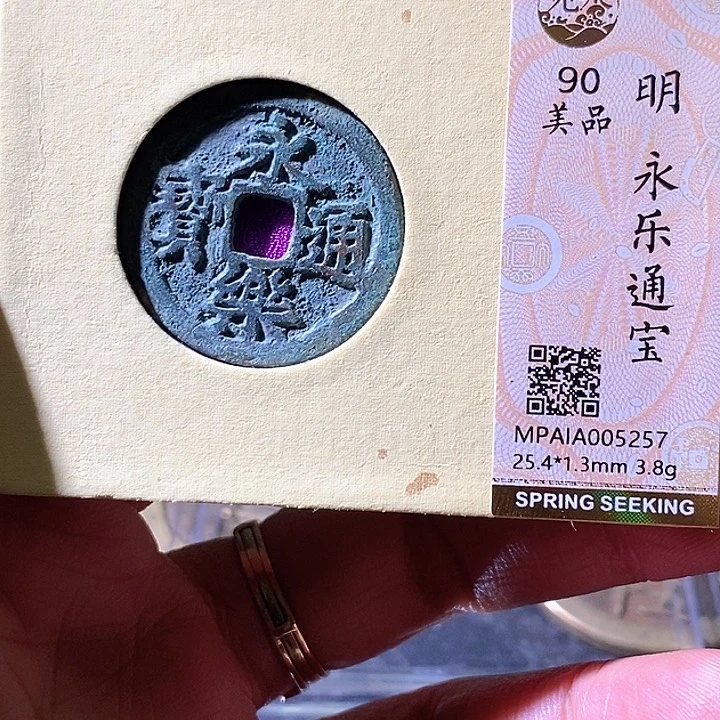 永樂通寶
90
美品
明 永乐通宝
MPAIA005257
25.4*1.3mm 3.8g
SPRING SEEKING